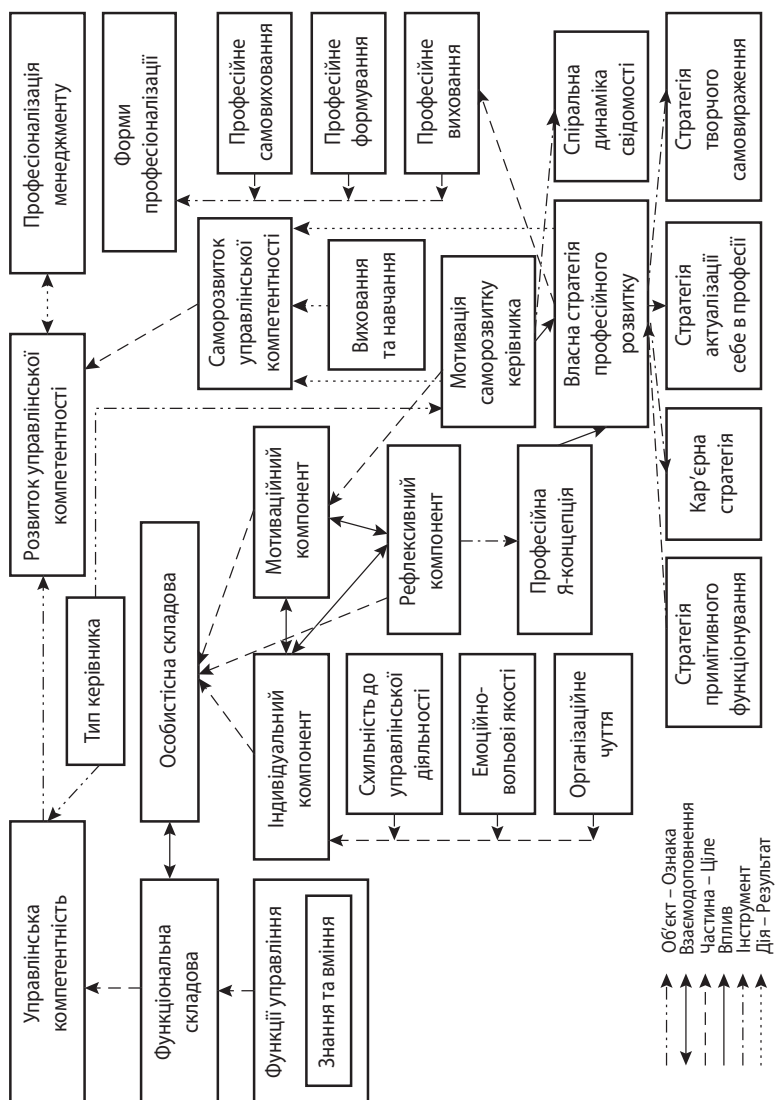 Управлінська
компетентність
Розвиток управлінської
компетентності
Професіоналізація
менеджменту
Тип керівника
Форми
професіоналізації
Функціональна
складова
Особистісна складова
Саморозвиток
управлінської
компетентності
Професійне
самовиховання
Професійне
формування
Професійне
виховання
Функції управління
Знання та вміння
Індивідуальний
компонент
Мотиваційний
компонент
Виховання
та навчання
Схильність до
управлінської
діяльності
Рефлексивний
компонент
Мотивація
саморозвитку
керівника
Емоційно-
вольові якості
Професійна
Я-концепція
Власна стратегія
професійного
розвитку
Спіральна
динаміка
свідомості
Організаційне
чуття
Стратегія
примітивного
функціонування
Кар’єрна
стратегія
Стратегія
актуалізації
себе в професії
Стратегія
творчого
самовираження
Об’єкт – Ознака
Взаємодоповнення
Частина – Ціле
Вплив
Інструмент
Дія – Результат